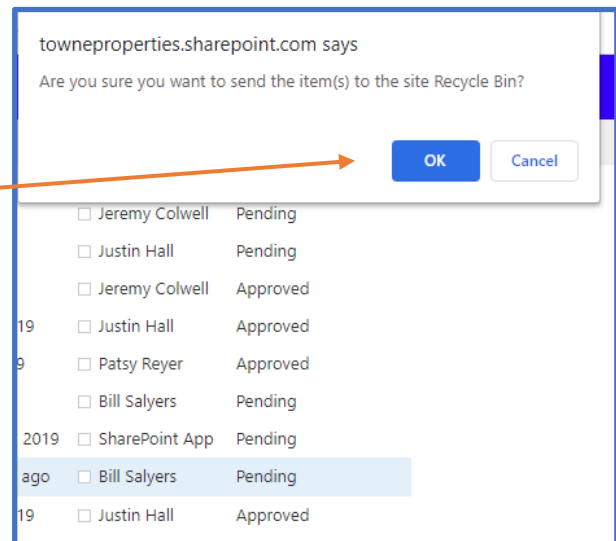 towneproperties.sharepoint.com says
Are you sure you want to send the item(s) to the site Recycle Bin?
OK Cancel
Jeremy Colwell Pending
Justin Hall Pending
Jeremy Colwell Approved
19 Justin Hall Approved
9 Patsy Reyer Approved
Bill Salyers Pending
2019 SharePoint App Pending
ago Bill Salyers Pending
19 Justin Hall Approved